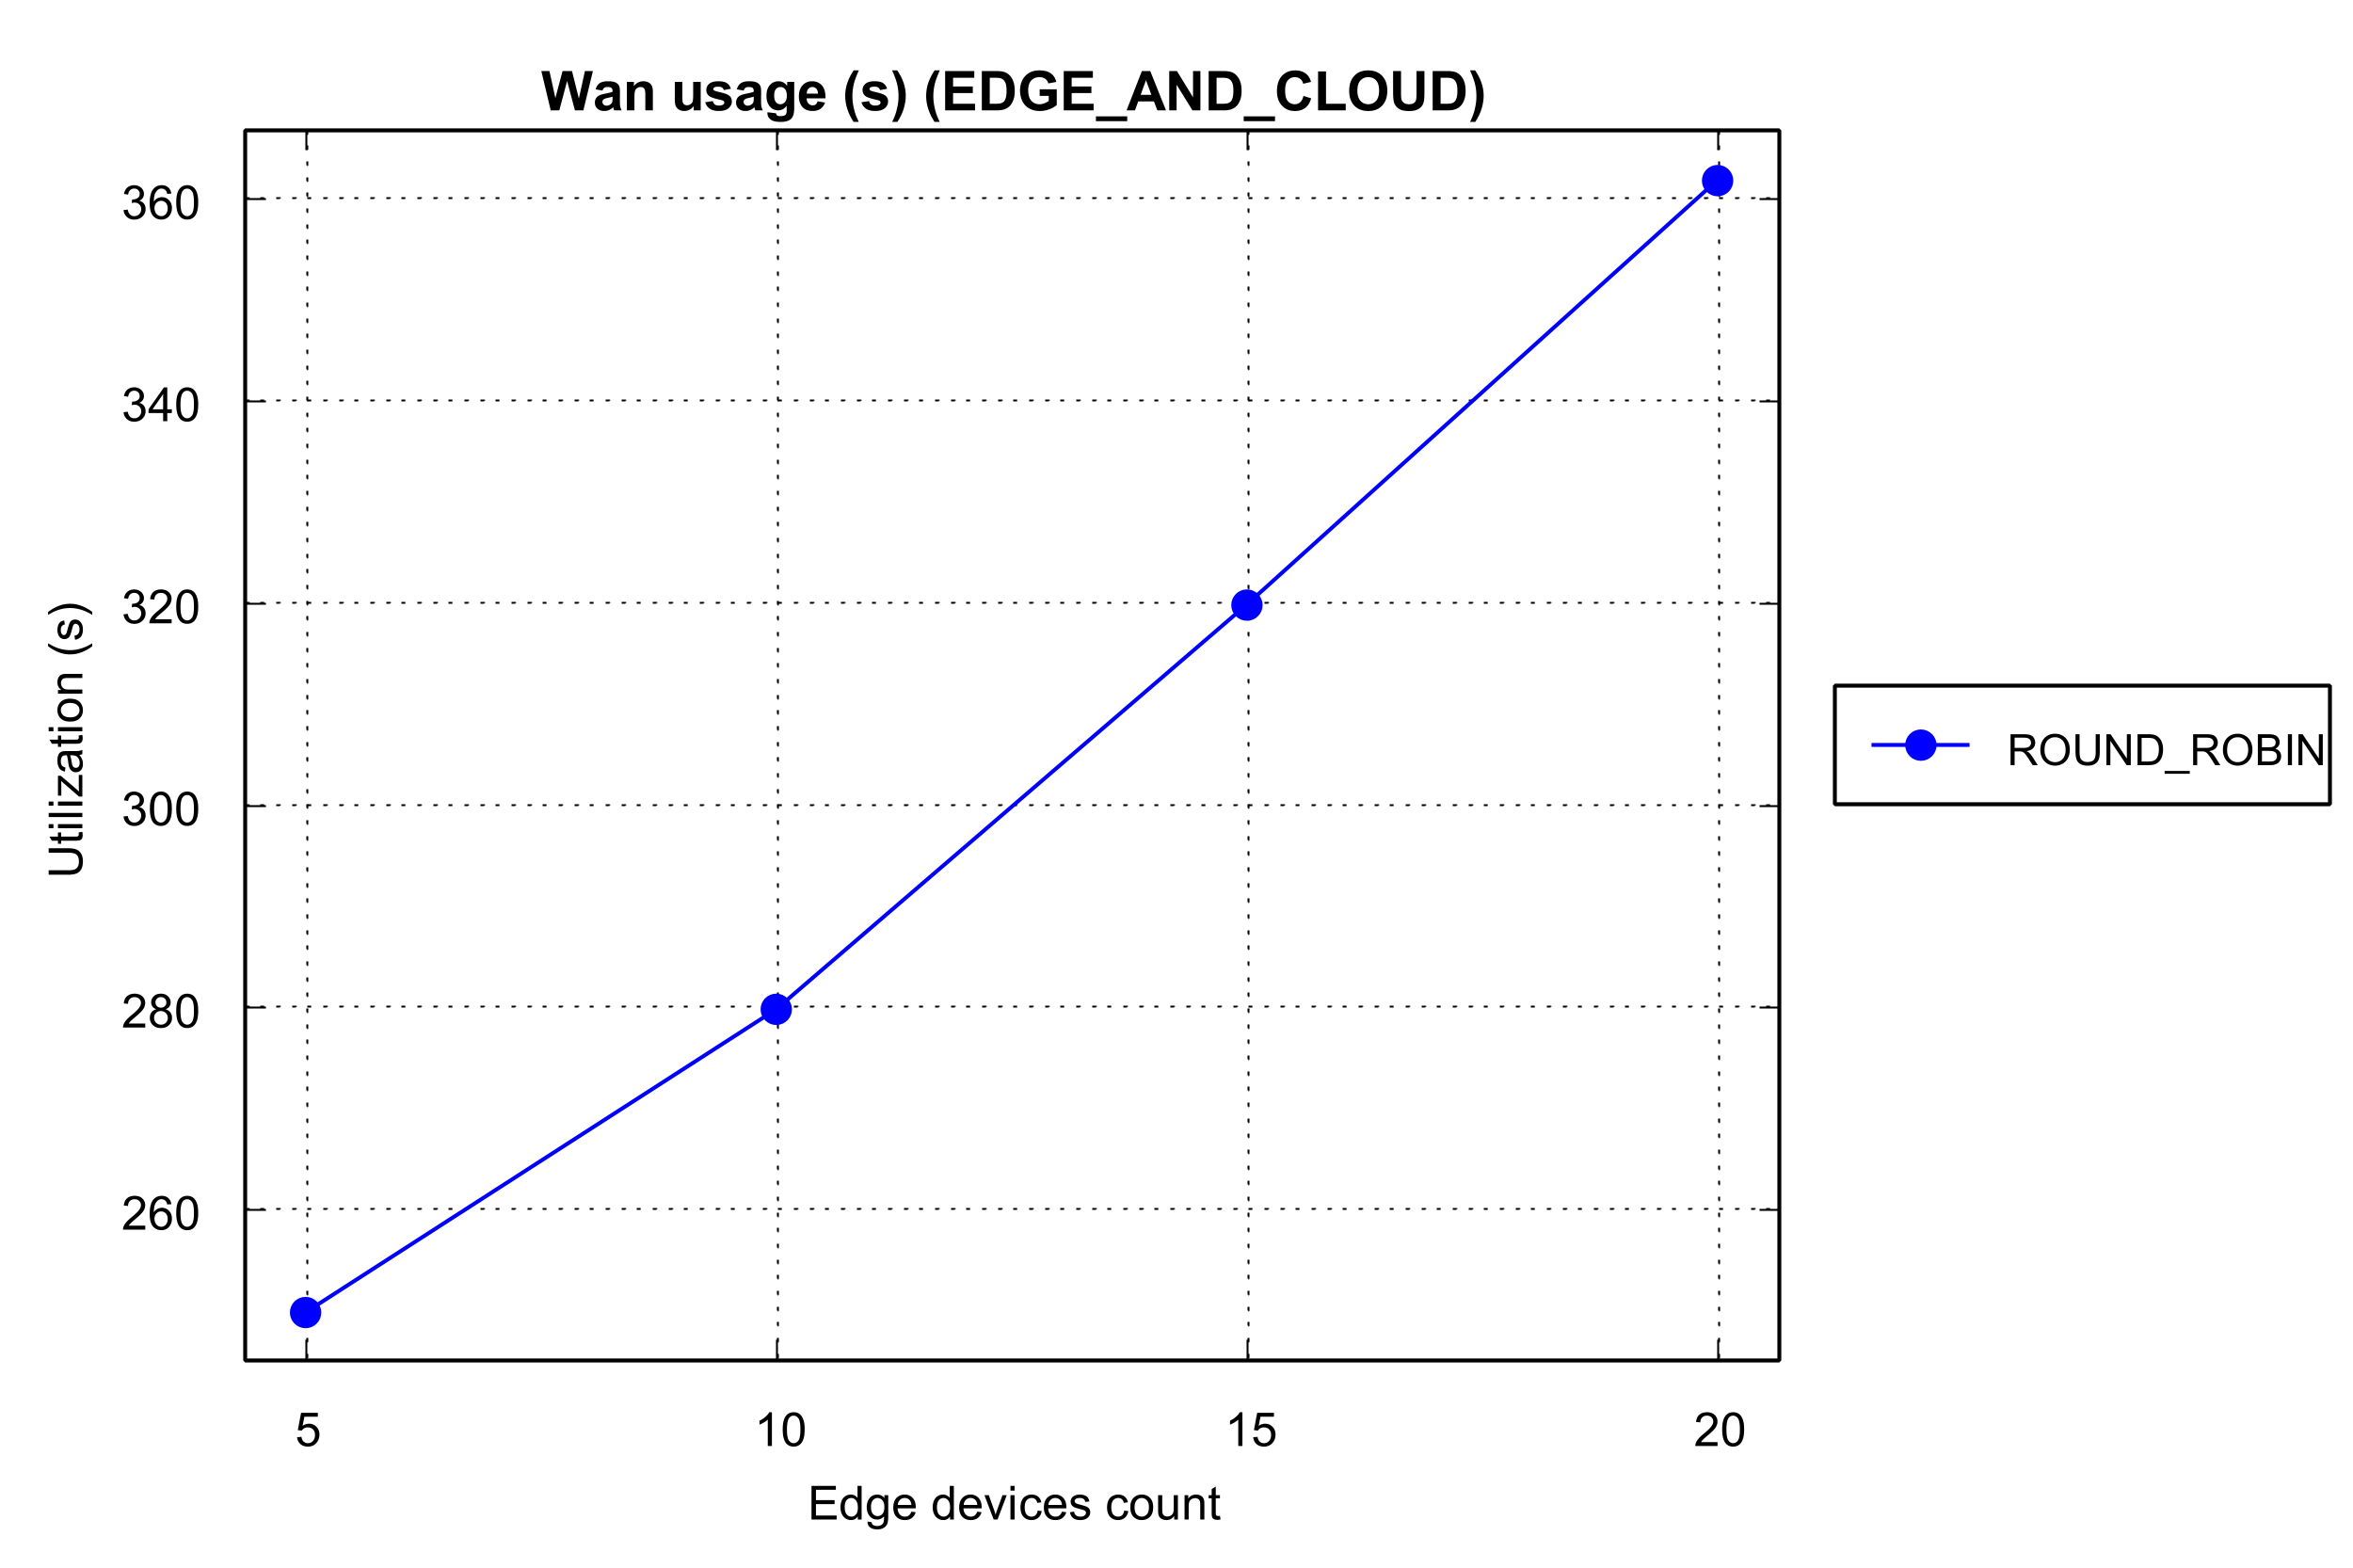 Wan usage (s) (EDGE_AND_CLOUD)
360
340
320
300
280
260
Utilization (s)
5 10 15 20
Edge devices count
ROUND_ROBIN